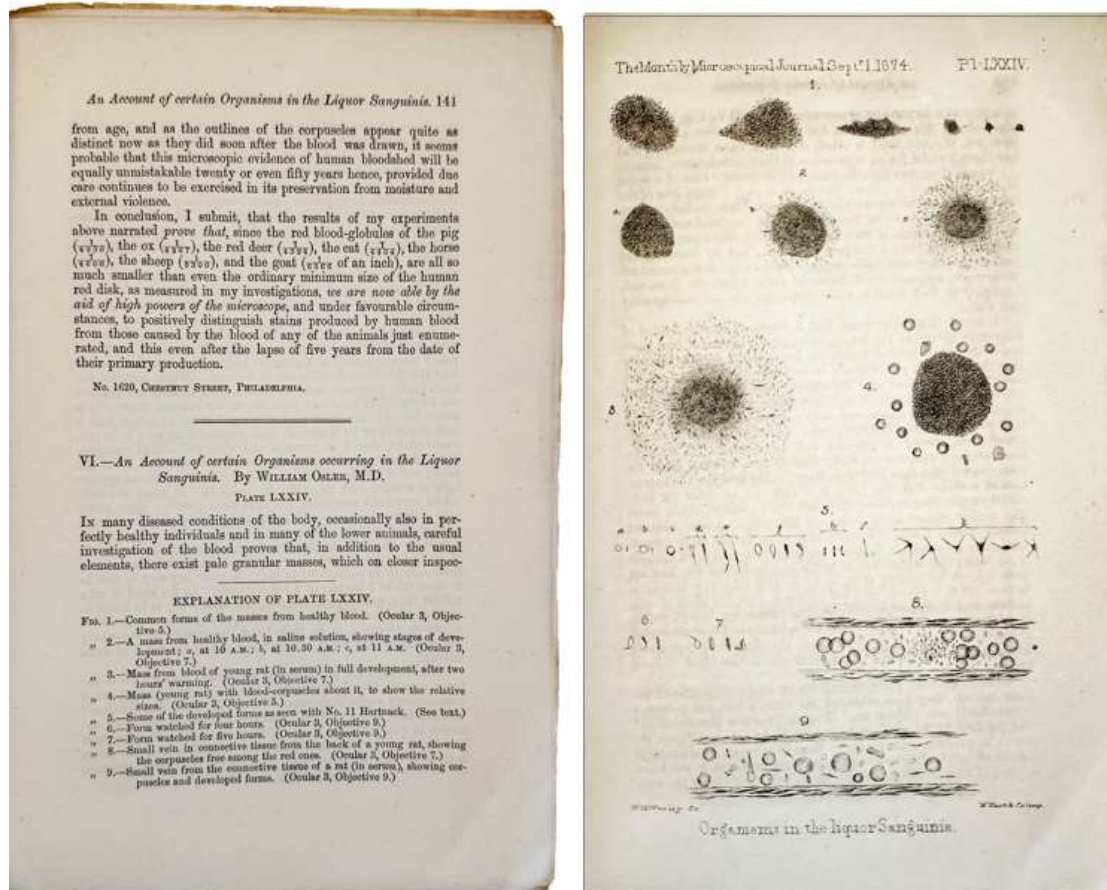 An Account of certain Organisms in the Liquor Sanguinis. 141
from age, and as the outlines of the corpuscles appear quite as
distinct now as they did soon after the blood was drawn, it seems
probable that this microscopic evidence of human bloodshed will be
equally unmistakable twenty or even fifty years hence, provided due
care continues to be exercised in its preservation from moisture and
external violence.
In conclusion, I submit, that the results of my experiments
above narrated prove that, since the red blood-globules of the pig
the ox the red deer the cat the horse
the sheep and the goat of an inch), are all so
much smaller than even the ordinary minimum size of the human
red disk, as measured in my investigations, we are now able by the
aid of high powers of the microscope, and under favourable circum-
stances, to positively distinguish stains produced by human blood
from those caused by the blood of any of the animals just enume-
rated, and this even after the lapse of five years from the date of
their primary production.
No. 1620, CHESTNUT STREET, PHILADELPHIA.
VI.—An Account of certain Organisms occurring in the Liquor
Sanguinis. By WILLIAM OSLER, M.D.
PLATE LXXIV.
IN many diseased conditions of the body, occasionally also in per-
fectly healthy individuals and in many of the lower animals, careful
investigation of the blood proves that, in addition to the usual
elements, there exist pale granular masses, which on closer inspec-
EXPLANATION OF PLATE LXXIV.
FIG. 1.—Common forms of the masses from healthy blood. (Ocular 3, Objec-
tive 5.)
„ 2.—A mass from healthy blood, in saline solution, showing stages of deve-
lopment; a, at 10 A.M.; b, at 10.30 A.M.; c, at 11 A.M. (Ocular 3,
Objective 7.)
„ 3.—Mass from blood of young rat (in serum) in full development, after two
hours' warming. (Ocular 3, Objective 7.)
„ 4.—Mass (young rat) with blood-corpuscles about it, to show the relative
sizes. (Ocular 3, Objective 5.)
„ 5.—Some of the developed forms as seen with No. 11 Hartnack. (See text.)
„ 6.—Form watched for four hours. (Ocular 3, Objective 9.)
„ 7.—Form watched for five hours. (Ocular 3, Objective 9.)
„ 8.—Small vein in connective tissue from the back of a young rat, showing
the corpuscles free among the red ones. (Ocular 3, Objective 7.)
„ 9.—Small vein from the connective tissue of a rat (in serum), showing cor-
puscles and developed forms. (Ocular 3, Objective 9.)
The Monthly Microscopical Journal Sept. 1. 1874. Pl. LXXIV.
1.
2
3
4.
5.
6
7
8.
9
Organisms in the liquor Sanguinis.